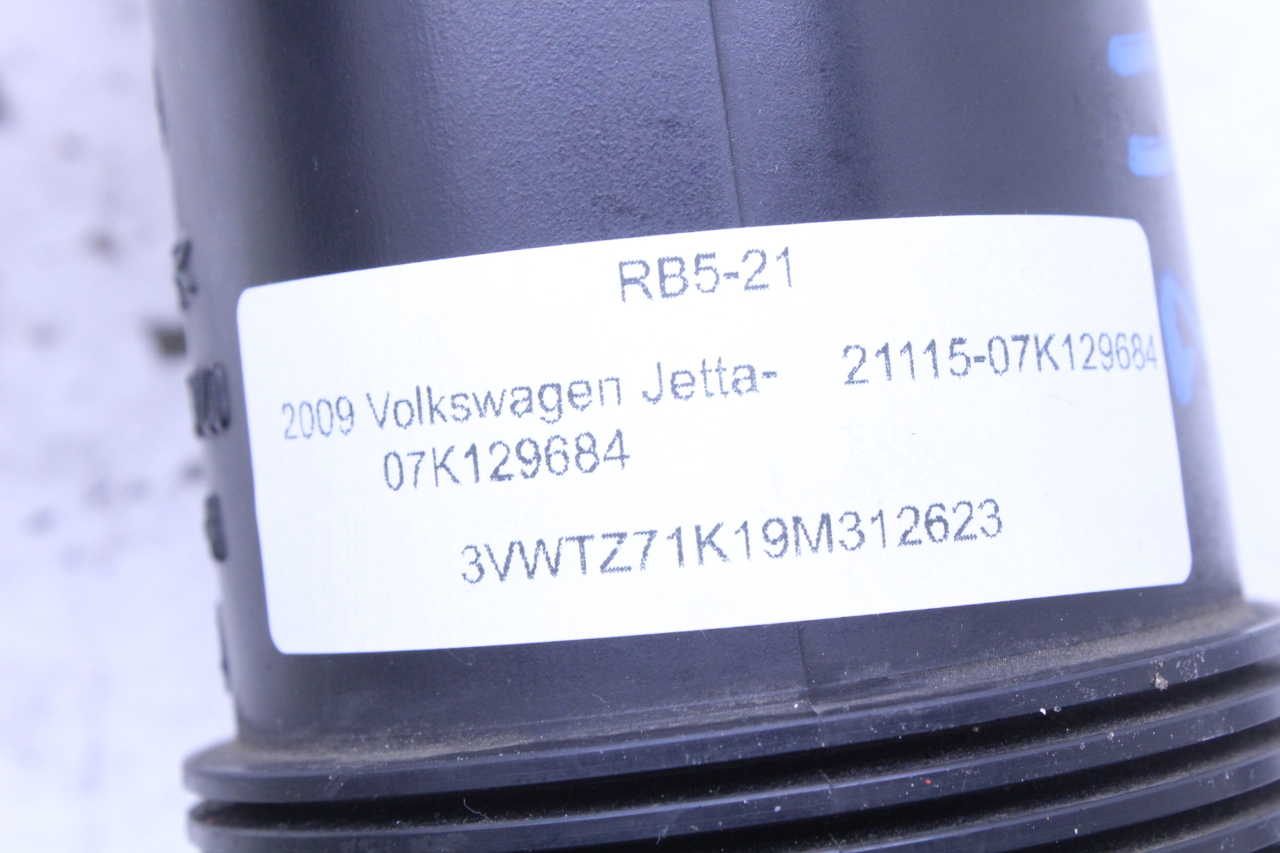 RB5-21
2009 Volkswagen Jetta- 21115-07K129684
07K129684
3VWTZ71K19M312623